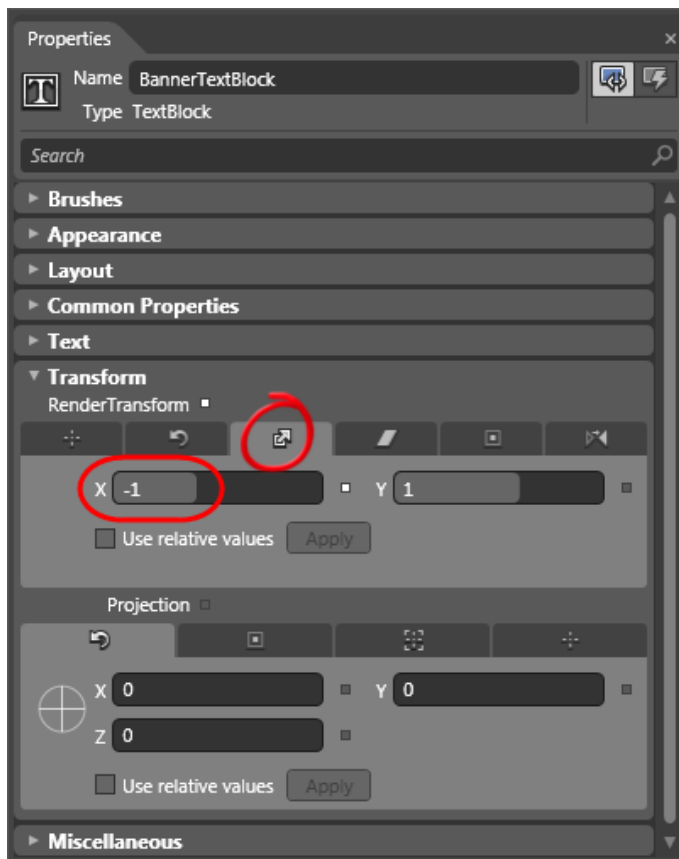 Properties
Name BannerTextBlock
Type TextBlock
Search
Brushes
Appearance
Layout
Common Properties
Text
Transform
RenderTransform
X -1 Y 1
Use relative values Apply
Projection
X 0 Y 0
Z 0
Use relative values Apply
Miscellaneous